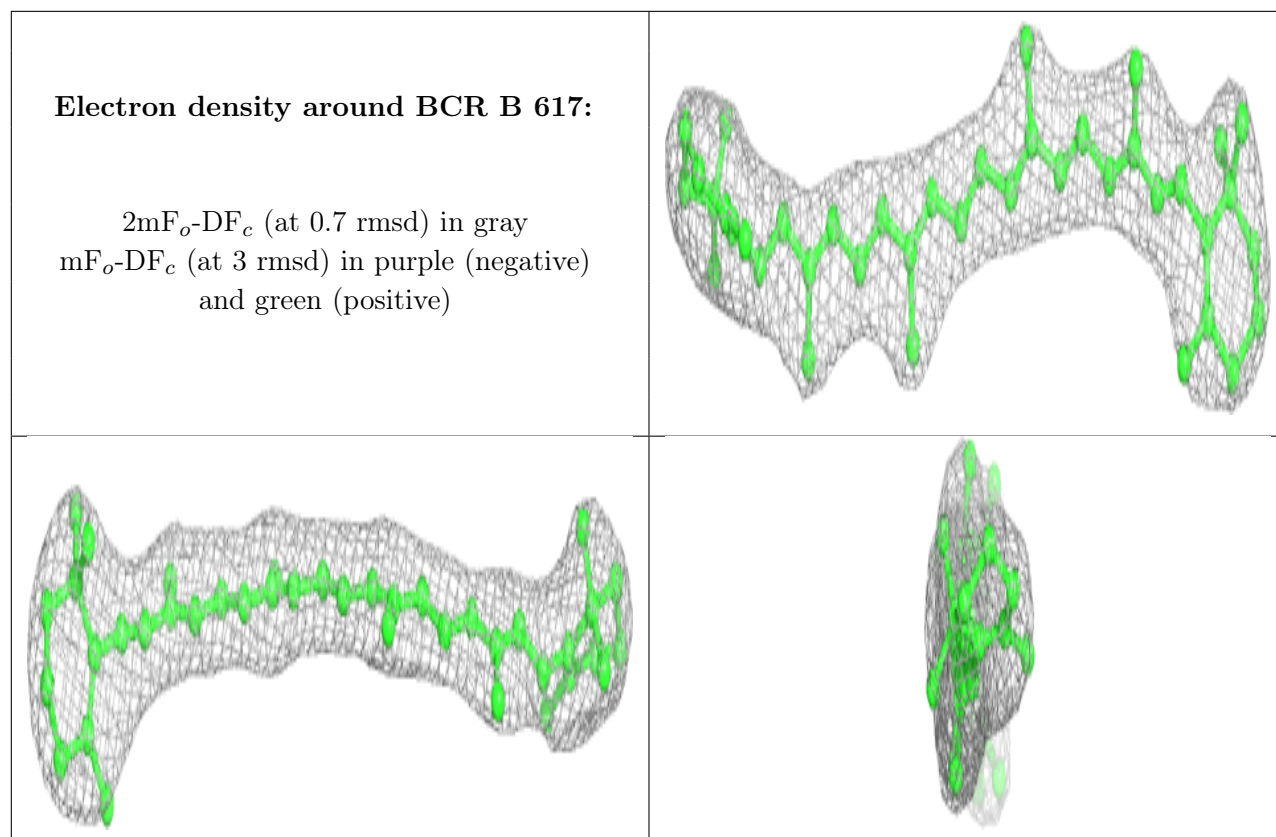 Electron density around BCR B 617:
2mFo-DFc (at 0.7 rmsd) in gray
mFo-DFc (at 3 rmsd) in purple (negative)
and green (positive)